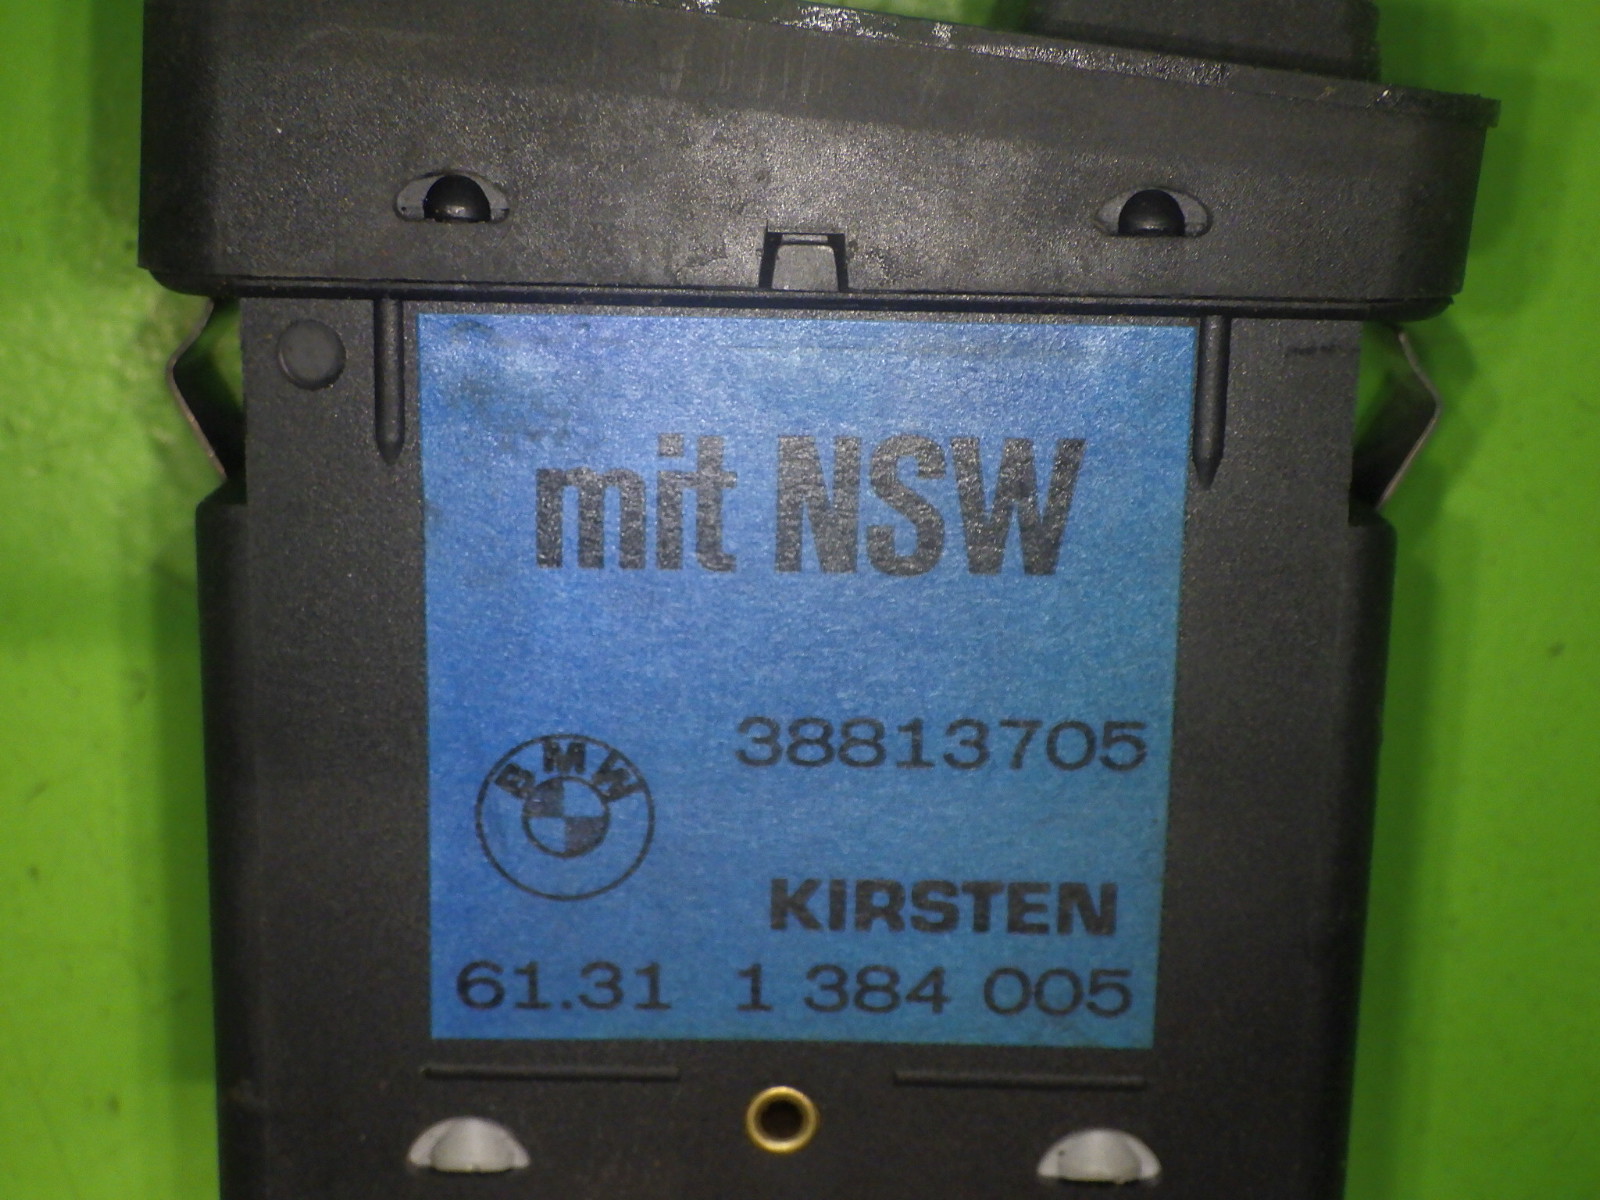 mit NSW
38813705
BMW
KIRSTEN
61.31 1 384 005